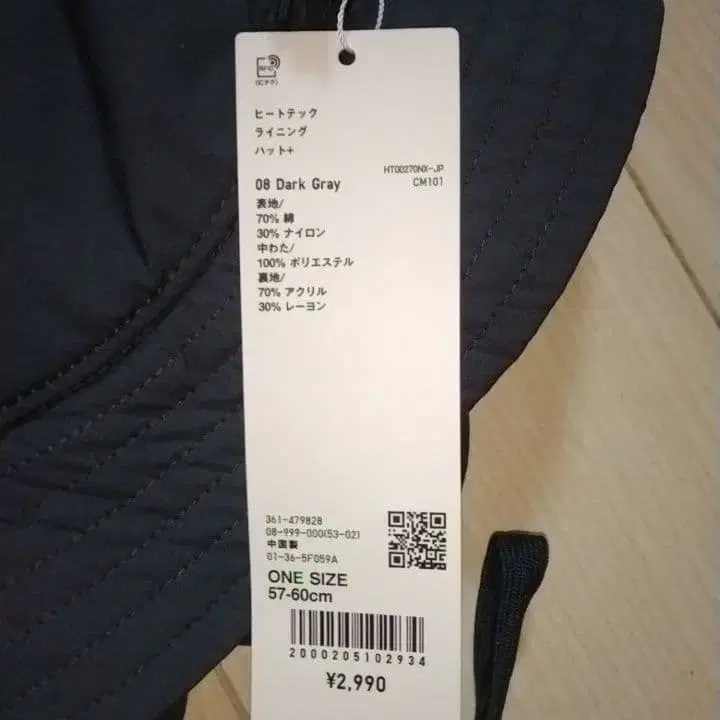 RFID
(ICタグ)
ヒートテック
ライニング
ハット+
HT00270NX-JP
08 Dark Gray
CM101
表地/
70% 綿
30% ナイロン
中わた/
100% ポリエステル
裏地/
70% アクリル
30% レーヨン
361-479828
08-999-000(53-02)
中国製
01-36-5F059A
ONE SIZE
57-60cm
2000205102934
¥2,990